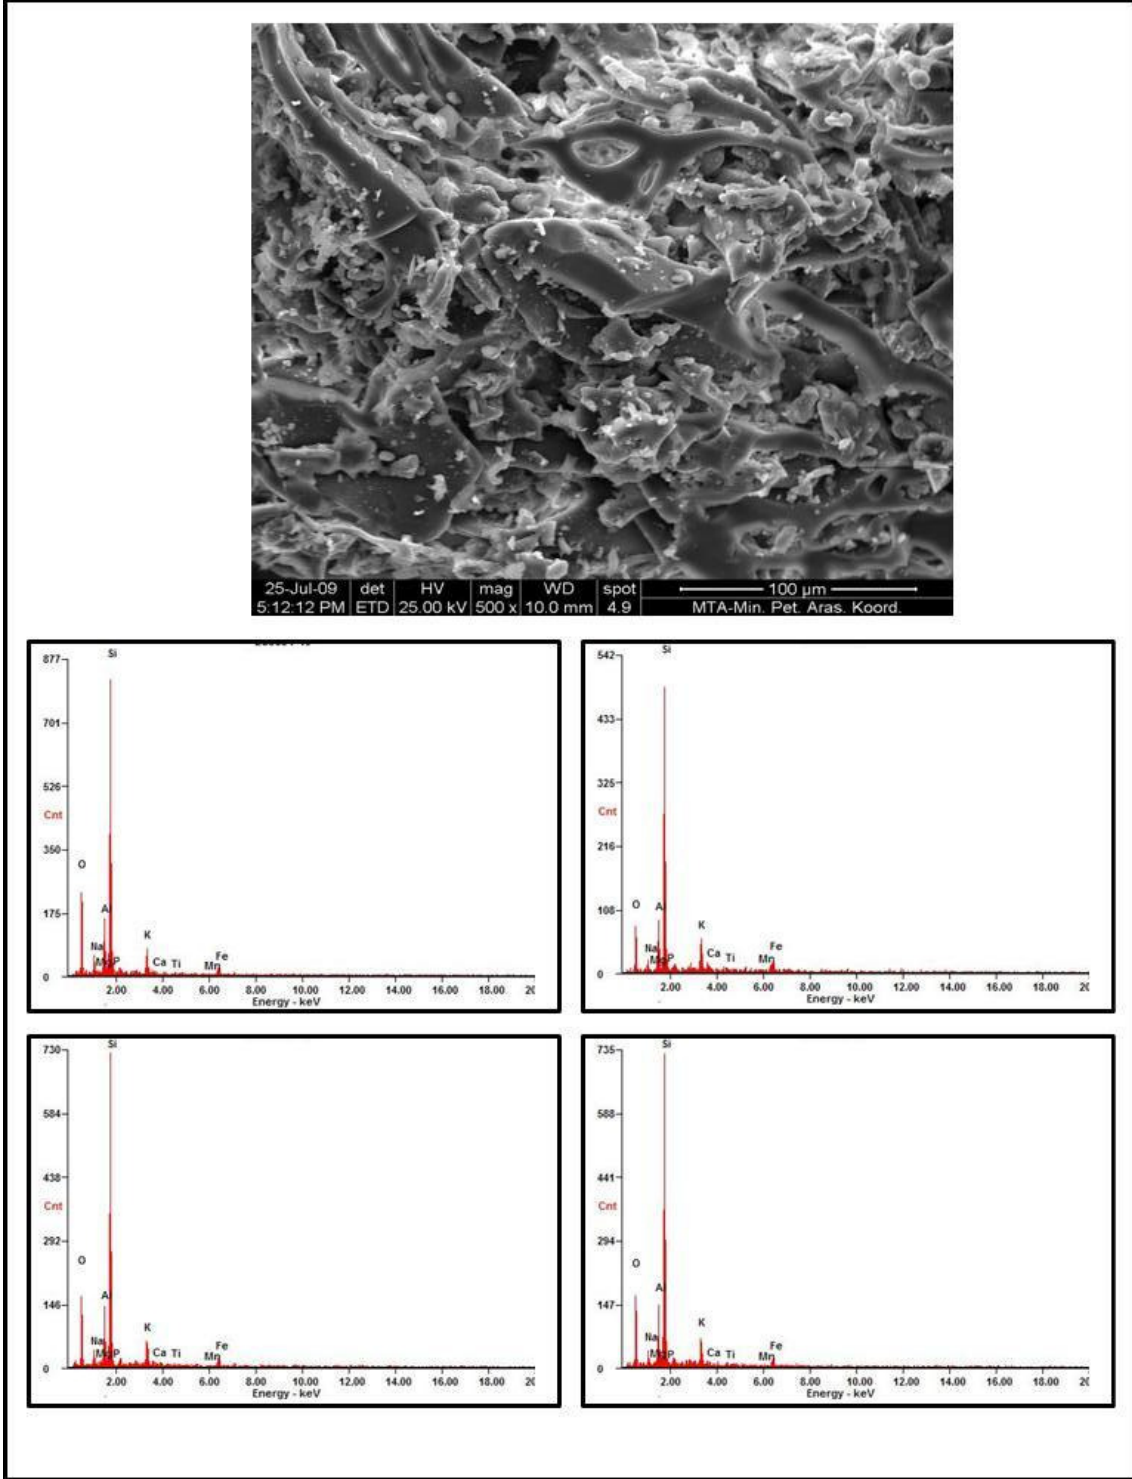 25-Jul-09 det HV mag WD spot 100 µm
5:12:12 PM ETD 25.00 kV 500 x 10.0 mm 4.9 MTA-Min. Pet. Aras. Koord.
877 Si
701
526
Cnt
350
O
175
Al
K
Na
Mg P Ca Ti Mn Fe
0
2.00 4.00 6.00 8.00 10.00 12.00 14.00 16.00 18.00 20
Energy - keV
542 Si
433
325
Cnt
216
108
O Al
K
Na
Mg P Ca Ti Mn Fe
0
2.00 4.00 6.00 8.00 10.00 12.00 14.00 16.00 18.00 20
Energy - keV
730 Si
584
438
Cnt
292
O
146
Al
K
Na
Mg P Ca Ti Mn Fe
0
2.00 4.00 6.00 8.00 10.00 12.00 14.00 16.00 18.00 20
Energy - keV
735 Si
588
441
Cnt
294
O
147
Al
K
Na
Mg P Ca Ti Mn Fe
0
2.00 4.00 6.00 8.00 10.00 12.00 14.00 16.00 18.00 20
Energy - keV